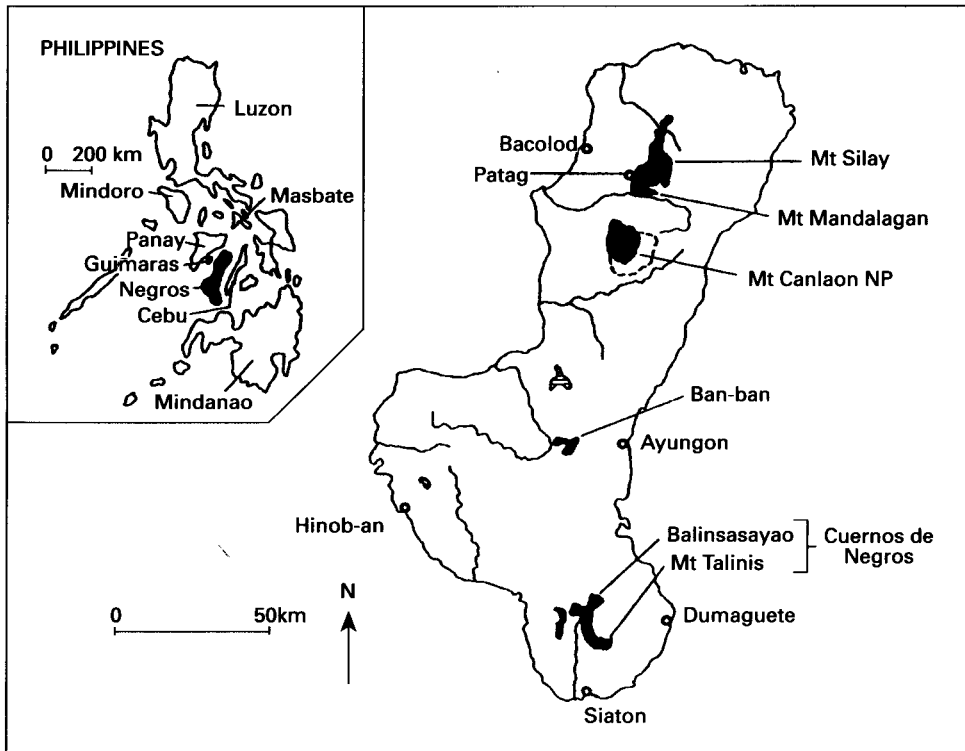 PHILIPPINES
Luzon
0 200 km
Mindoro
Masbate
Panay
Guimaras
Negros
Cebu
Mindanao
Bacolod
Patag
Mt Silay
Mt Mandalagan
Mt Canlaon NP
Ban-ban
Ayungon
Hinob-an
Balinsasayao
Mt Talinis
Cuernos de
Negros
N
0 50km
Dumaguete
Siaton